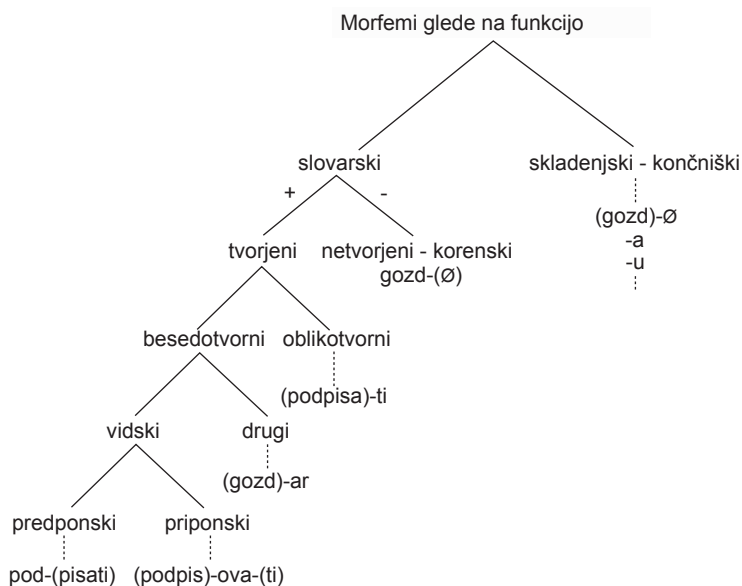 Morfemi glede na funkcijo
slovarski
skladenjski - končniški
+
-
(gozd)-Ø
-a
-u
tvorjeni
netvorjeni - korenski
gozd-(Ø)
besedotvorni
oblikotvorni
(podpisa)-ti
vidski
drugi
(gozd)-ar
predponski
priponski
pod-(pisati)
(podpis)-ova-(ti)